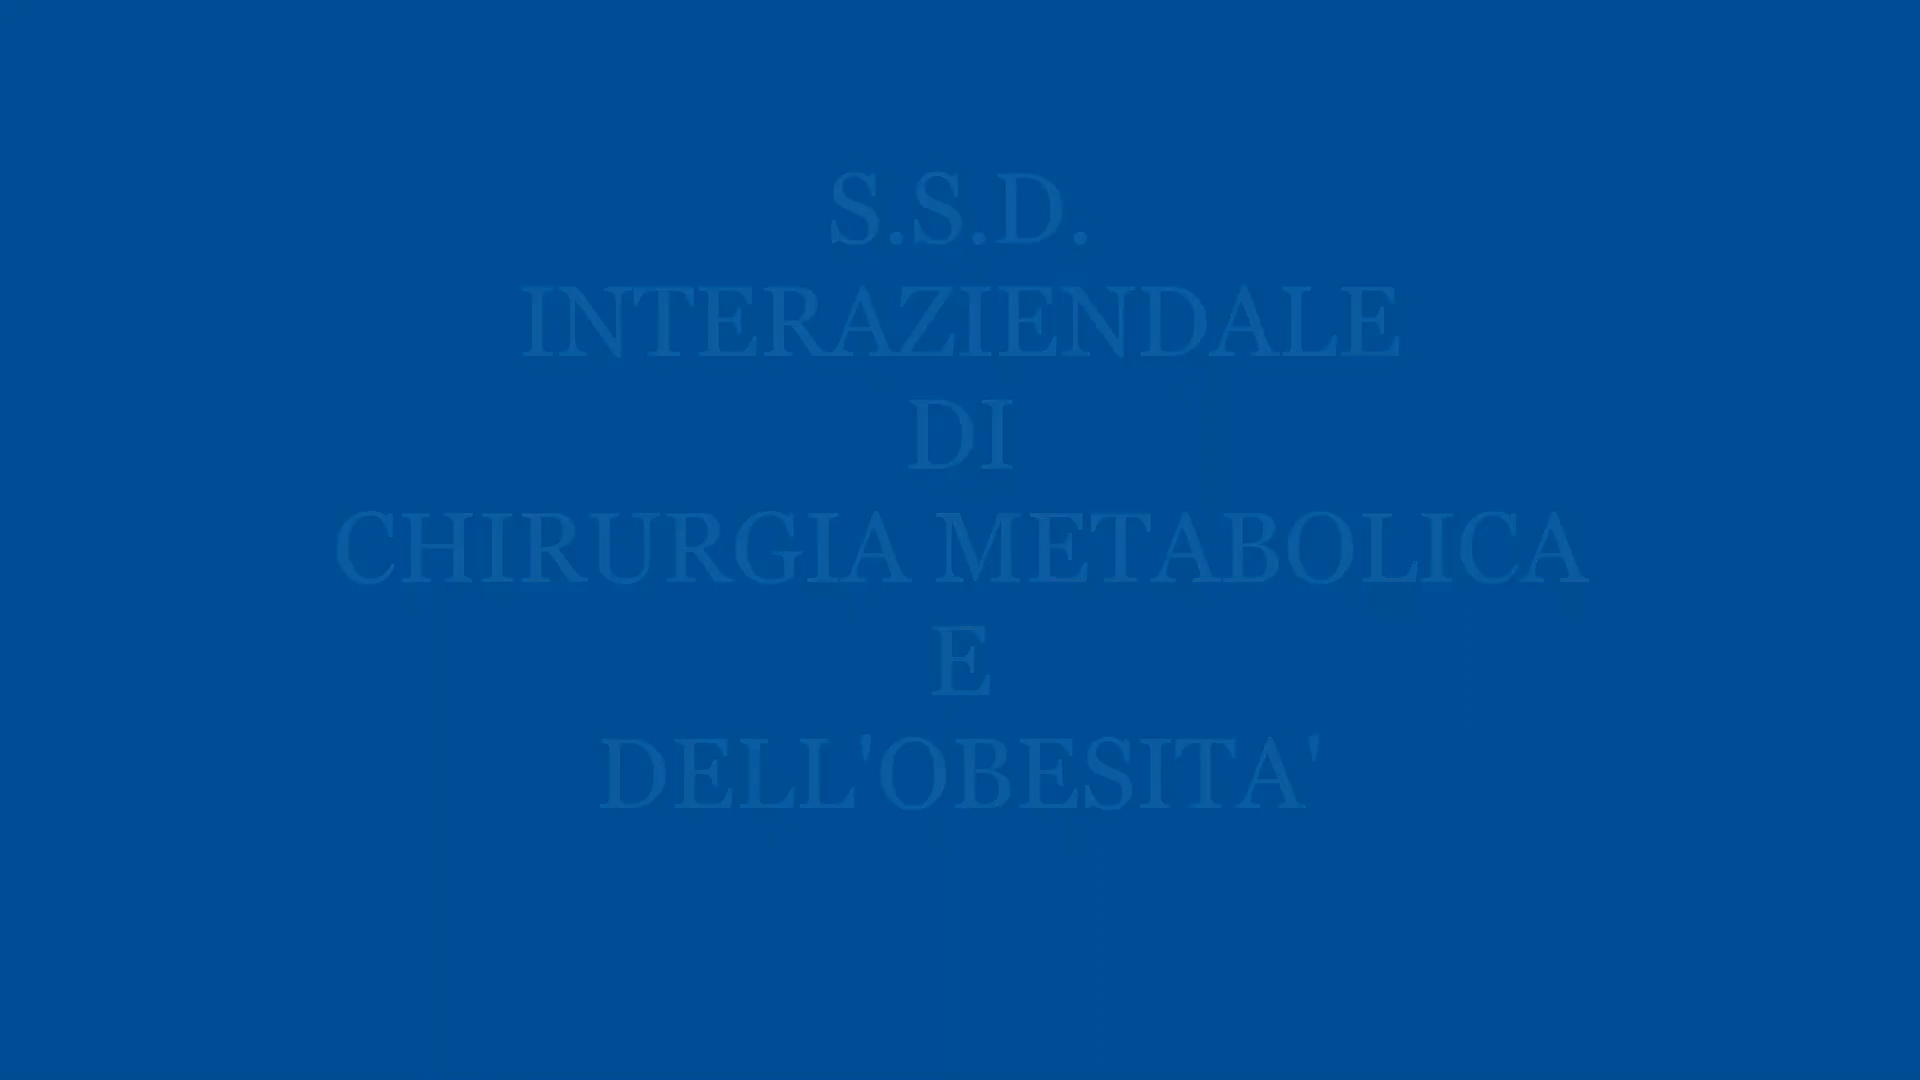 S.S.D.
INTERAZIENDALE
DI
CHIRURGIA METABOLICA
E
DELL'OBESITA'